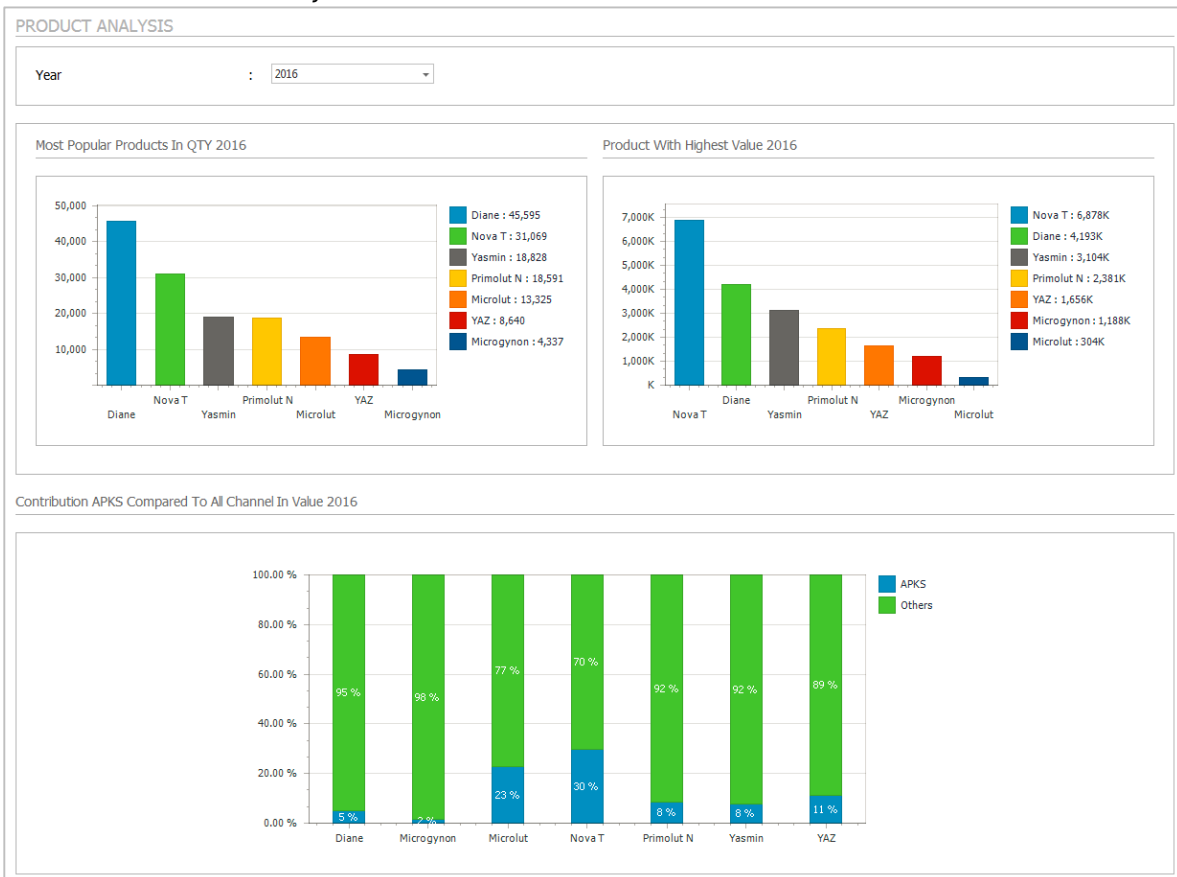 PRODUCT ANALYSIS
Year : 2016
Most Popular Products In QTY 2016
50,000
40,000
30,000
20,000
10,000
Diane
Nova T
Yasmin
Primolut N
Microlut
YAZ
Microgynon
Diane : 45,595
Nova T : 31,069
Yasmin : 18,828
Primolut N : 18,591
Microlut : 13,325
YAZ : 8,640
Microgynon : 4,337
Product With Highest Value 2016
7,000K
6,000K
5,000K
4,000K
3,000K
2,000K
1,000K
K
Nova T
Diane
Yasmin
Primolut N
YAZ
Microgynon
Microlut
Nova T : 6,878K
Diane : 4,193K
Yasmin : 3,104K
Primolut N : 2,381K
YAZ : 1,656K
Microgynon : 1,188K
Microlut : 304K
Contribution APKS Compared To All Channel In Value 2016
100.00 %
80.00 %
60.00 %
40.00 %
20.00 %
0.00 %
95 %
98 %
77 %
70 %
92 %
92 %
89 %
5 %
2 %
23 %
30 %
8 %
8 %
11 %
Diane
Microgynon
Microlut
Nova T
Primolut N
Yasmin
YAZ
APKS
Others